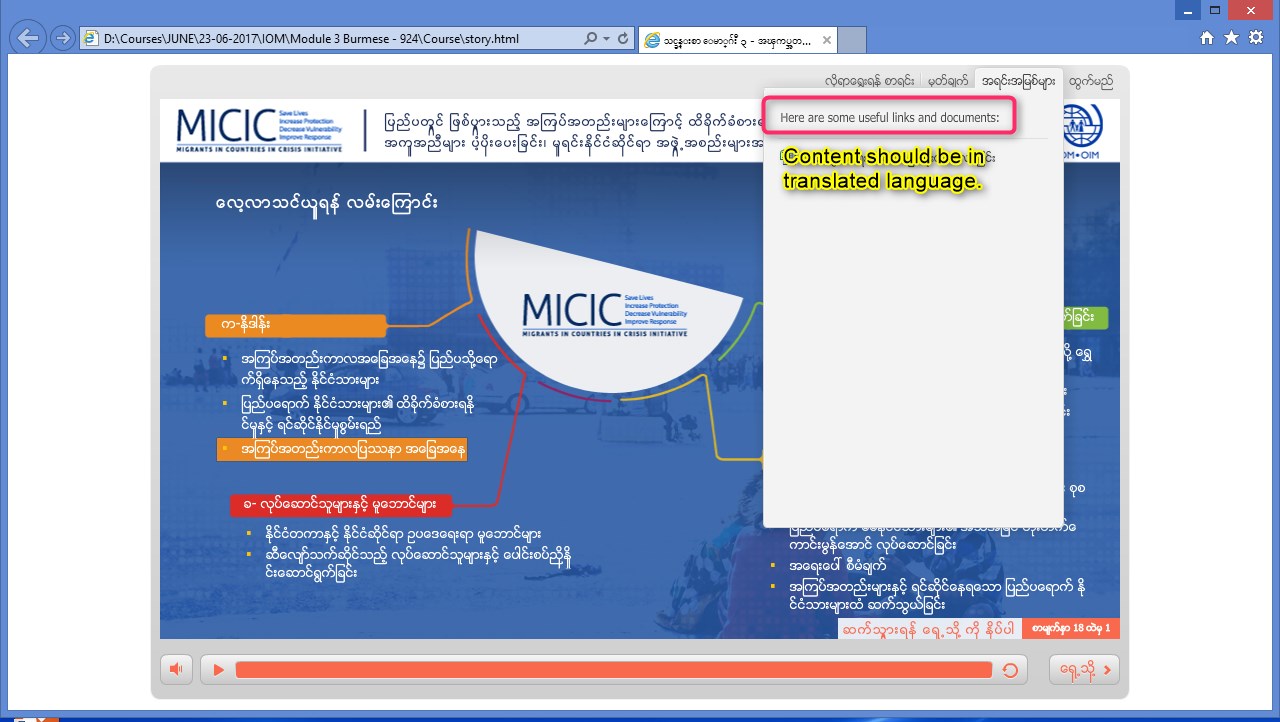 D:\Courses\JUNE\23-06-2017\IOM\Module 3 Burmese - 924\Course\story.html
လိုရာရွေးရန် စာရင်း
မှတ်ချက်
အရင်းအမြစ်များ
ထွက်မည်
Here are some useful links and documents:
Content should be in
translated language.
MICIC
Save Lives
Increase Protection
Decrease Vulnerability
Improve Response
MIGRANTS IN COUNTRIES IN CRISIS INITIATIVE
ပြည်ပတွင် ဖြစ်ပွားသည့် အကြပ်အတည်းများကြောင့် ထိခိုက်ခံစားရ
အကူအညီများ ပံ့ပိုးပေးခြင်း၊ မူရင်းနိုင်ငံဆိုင်ရာ အဖွဲ့အစည်းများအ
OM•OIM
လေ့လာသင်ယူရန် လမ်းကြောင်း
MICIC
Save Lives
Increase Protection
Decrease Vulnerability
Improve Response
MIGRANTS IN COUNTRIES IN CRISIS INITIATIVE
က-နိဒါန်း
အကြပ်အတည်းကာလအခြေအနေ၌ ပြည်ပသို့ရော
က်ရှိနေသည့် နိုင်ငံသားများ
ပြည်ပရောက် နိုင်ငံသားများ၏ ထိခိုက်ခံစားရနို
င်မှုနှင့် ရင်ဆိုင်နိုင်မှုစွမ်းရည်
အကြပ်အတည်းကာလပြဿနာ အခြေအနေ
ခ- လုပ်ဆောင်သူများနှင့် မူဘောင်များ
နိုင်ငံတကာနှင့် နိုင်ငံဆိုင်ရာ ဥပဒေရေးရာ မူဘောင်များ
ဆီလျော်သက်ဆိုင်သည့် လုပ်ဆောင်သူများနှင့် ပေါင်းစပ်ညှိနှို
င်းဆောင်ရွက်ခြင်း
က်ခြင်း
သို့ ရွှေ
း
င်း
စုစ
ကောင်းမွန်အောင် လုပ်ဆောင်ခြင်း
အရေးပေါ် စီမံချက်
အကြပ်အတည်းများနှင့် ရင်ဆိုင်နေရသော ပြည်ပရောက် နို
င်ငံသားများထံ ဆက်သွယ်ခြင်း
ဆက်သွားရန် ရှေ့သို့ ကို နှိပ်ပါ
စာမျက်နှာ 18 ထဲမှ 1
ရှေ့သို့